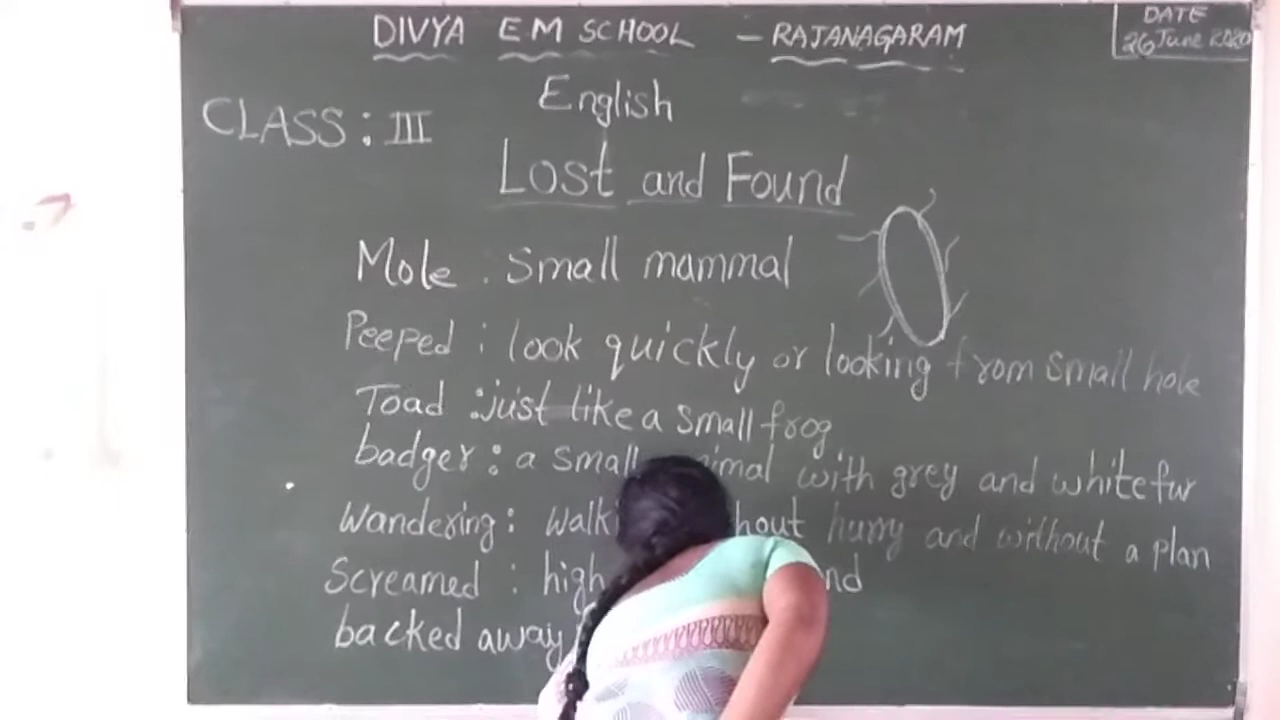 DIVYA EM SCHOOL - RAJANAGARAM
DATE
26 June 2020
English
CLASS : III
Lost and Found
Mole . Small mammal
Peeped : look quickly or looking from small hole
Toad : just like a small frog
badger : a small with grey and white fur
Wandering : hurry and without a plan
Screamed : high
backed away